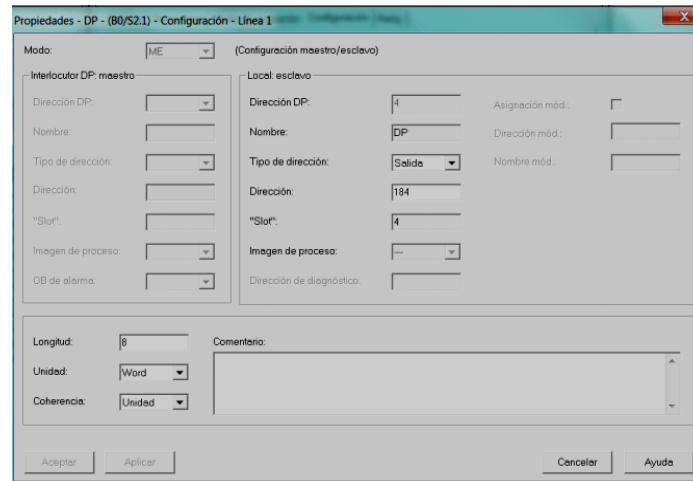 Propiedades - DP - (B0/S2.1) - Configuración - Línea 1
Modo: ME (Configuración maestro/esclavo)
Interlocutor DP: maestro
Dirección DP:
Nombre:
Tipo de dirección:
Dirección:
"Slot":
Imagen de proceso:
OB de alarma:
Local: esclavo
Dirección DP: 4
Nombre: DP
Tipo de dirección: Salida
Dirección: 184
"Slot": 4
Imagen de proceso: ---
Dirección de diagnóstico:
Asignación mód.:
Dirección mód.:
Nombre mód.:
Longitud: 8
Unidad: Word
Coherencia: Unidad
Comentario:
Aceptar Aplicar Cancelar Ayuda